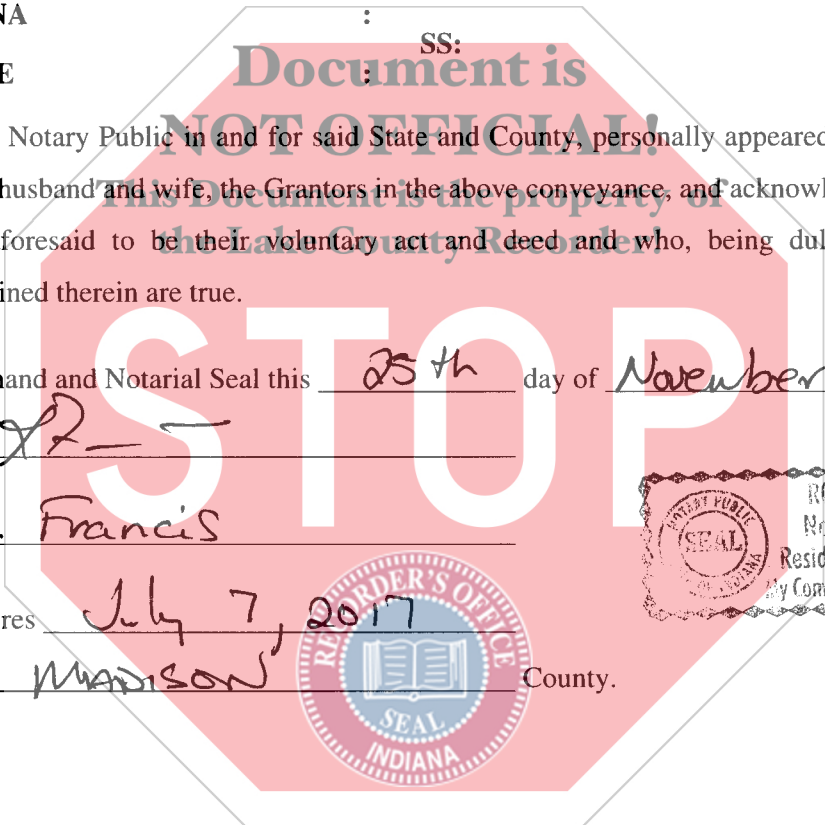 NA :
SS:
E :
Document is
NOT OFFICIAL!
This Document is the property of
the Lake County Recorder!
Notary Public in and for said State and County, personally appeared
husband and wife, the Grantors in the above conveyance, and acknowl
foresaid to be their voluntary act and deed and who, being dul
ined therein are true.
STOP
hand and Notarial Seal this 25th day of November
Francis
NOTARY PUBLIC
SEAL
OF INDIANA
Resid
My Com
res July 7, 2017
MADISON County.
RECORDER'S OFFICE
SEAL
INDIANA